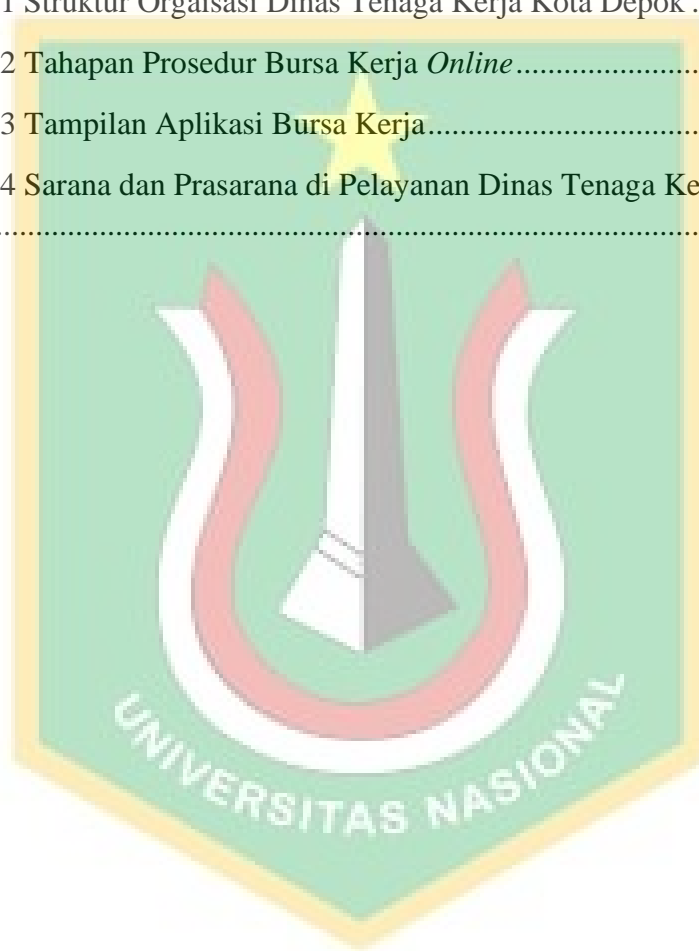 1 Struktur Orgaisasi Dinas Tenaga Kerja Kota Depok .
2 Tahapan Prosedur Bursa Kerja Online.......................
3 Tampilan Aplikasi Bursa Kerja..................................
4 Sarana dan Prasarana di Pelayanan Dinas Tenaga Ke
.......................................................................................
UNIVERSITAS NASIONAL